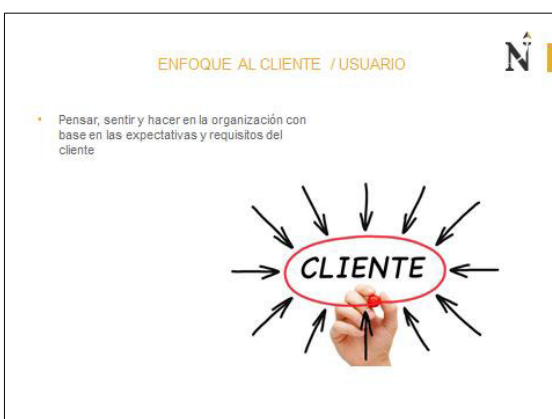 ENFOQUE AL CLIENTE / USUARIO
N
• Pensar, sentir y hacer en la organización con
base en las expectativas y requisitos del
cliente
CLIENTE